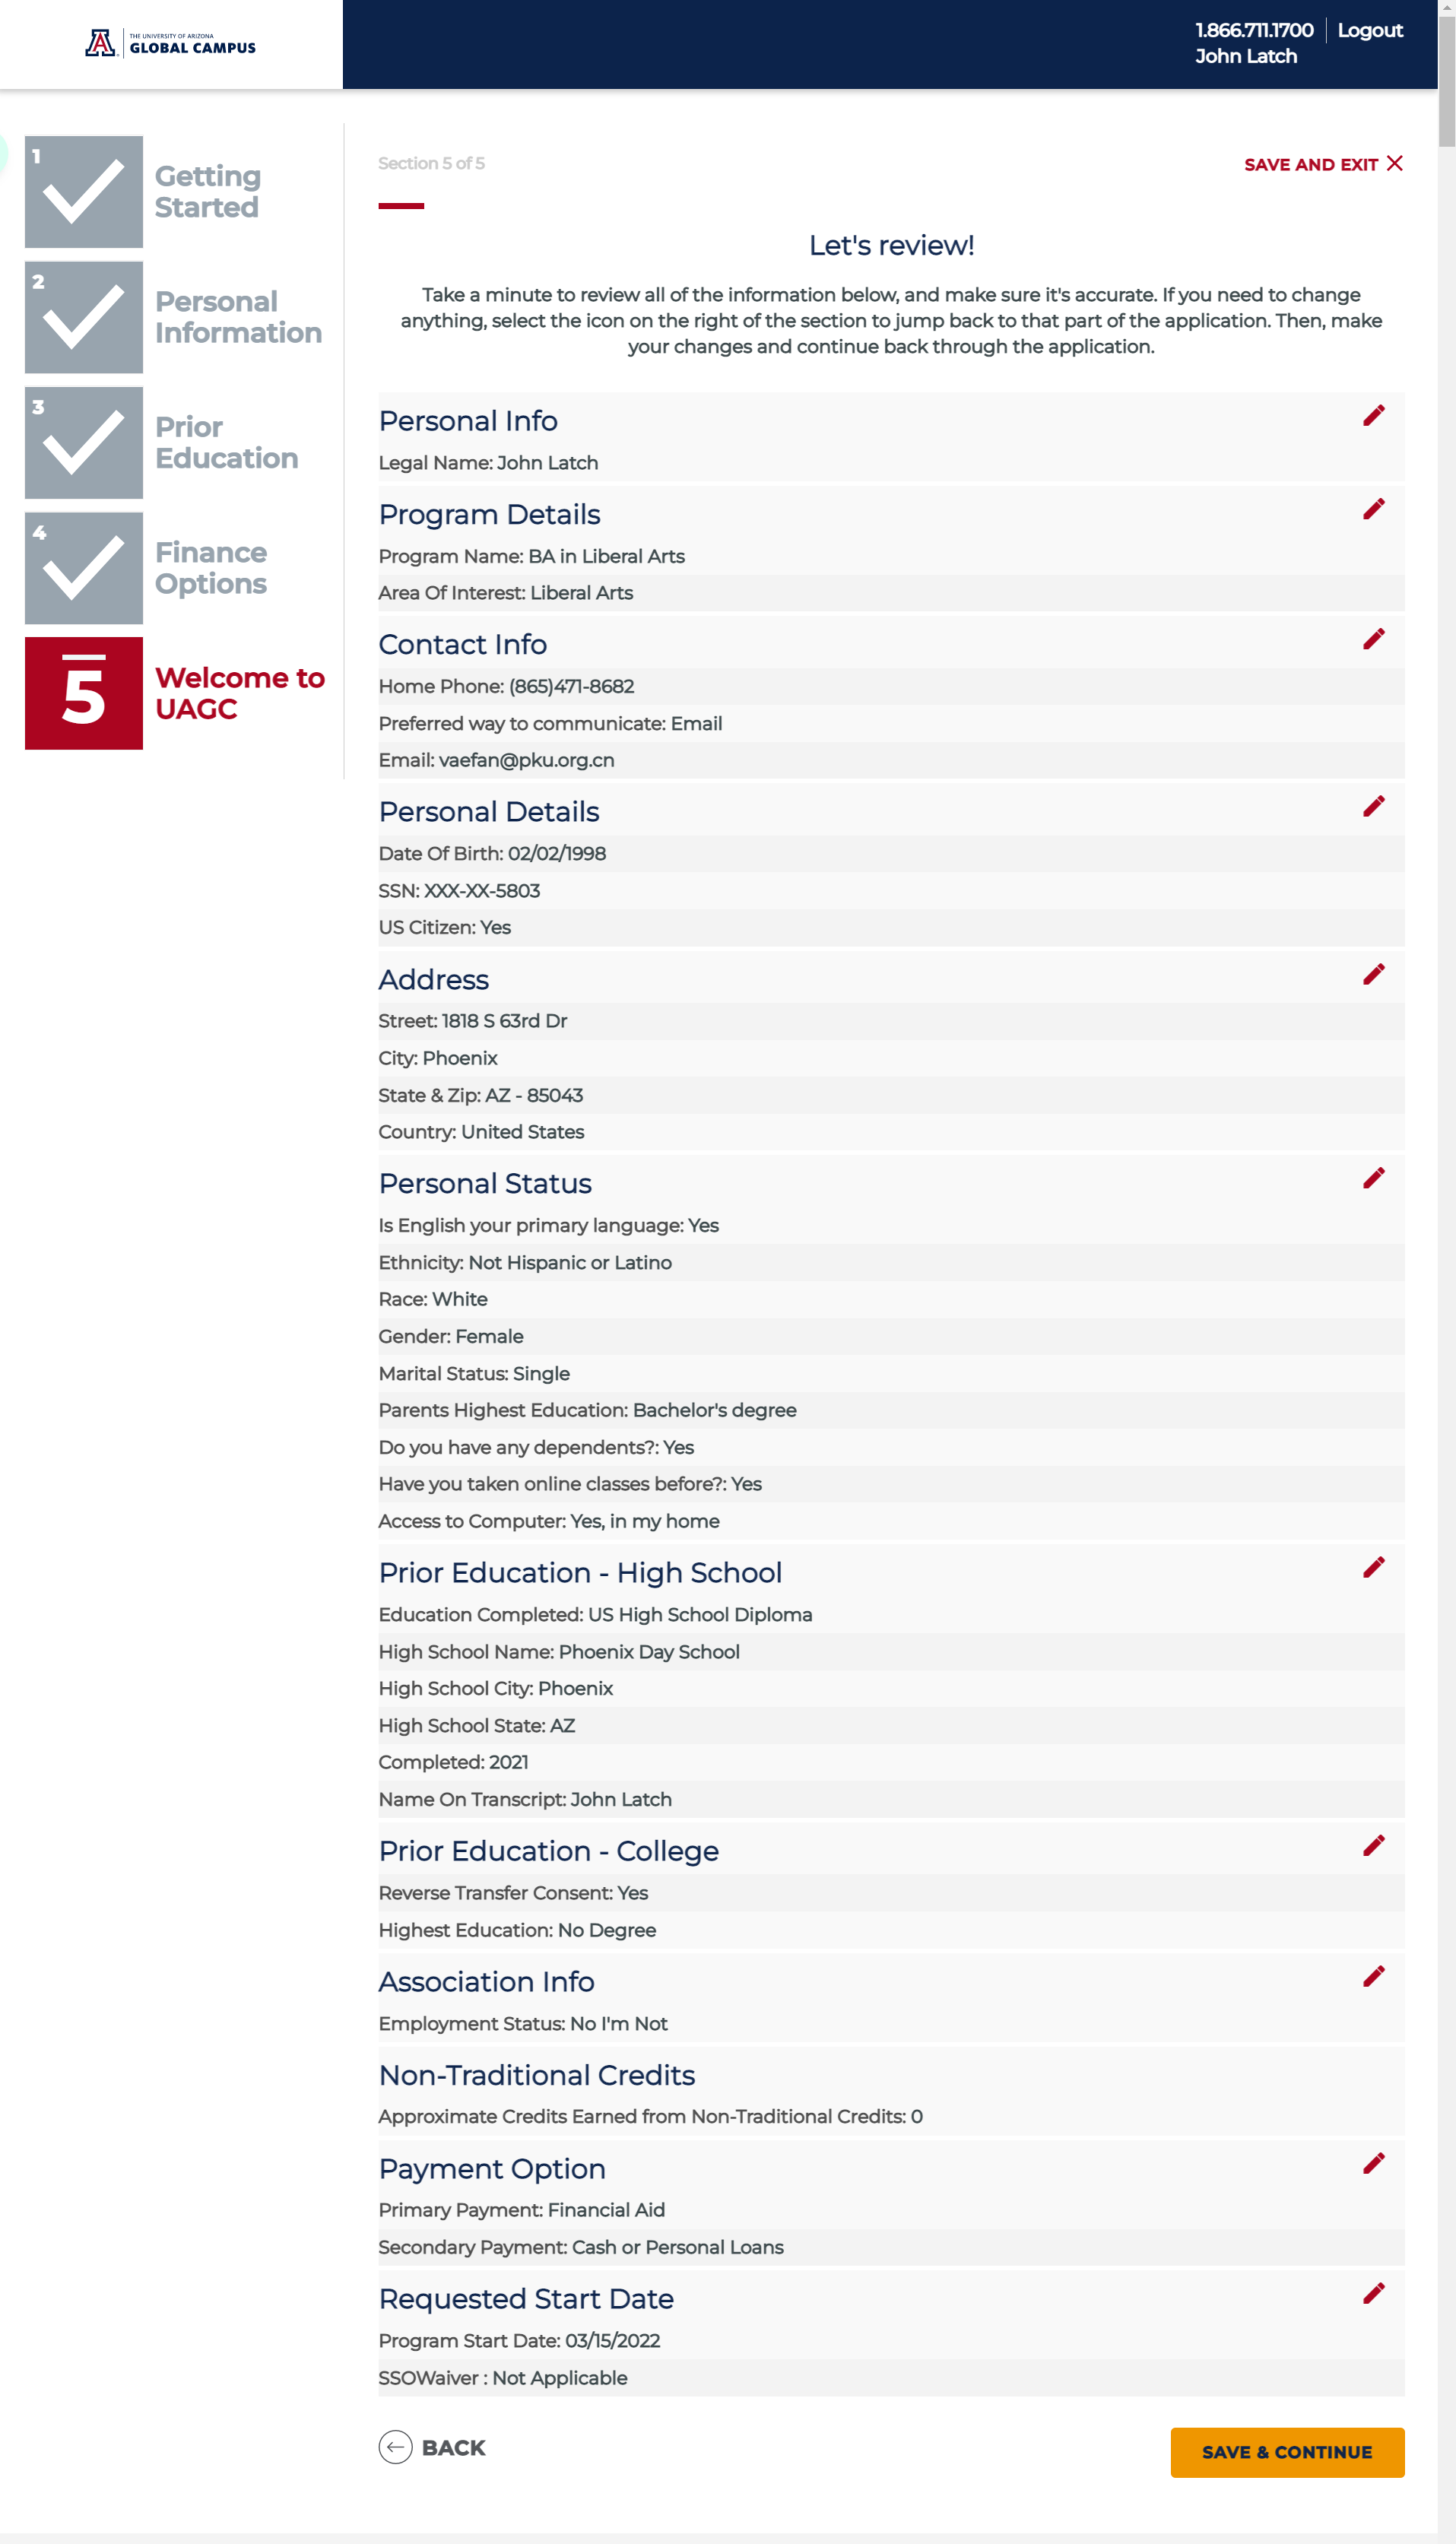 THE UNIVERSITY OF ARIZONA
GLOBAL CAMPUS
1.866.711.1700
Logout
John Latch
1
Getting
Started
2
Personal
Information
3
Prior
Education
4
Finance
Options
5
Welcome to
UAGC
Section 5 of 5
SAVE AND EXIT
Let's review!
Take a minute to review all of the information below, and make sure it's accurate. If you need to change
anything, select the icon on the right of the section to jump back to that part of the application. Then, make
your changes and continue back through the application.
Personal Info
Legal Name: John Latch
Program Details
Program Name: BA in Liberal Arts
Area Of Interest: Liberal Arts
Contact Info
Home Phone: (865)471-8682
Preferred way to communicate: Email
Email: vaefan@pku.org.cn
Personal Details
Date Of Birth: 02/02/1998
SSN: XXX-XX-5803
US Citizen: Yes
Address
Street: 1818 S 63rd Dr
City: Phoenix
State & Zip: AZ - 85043
Country: United States
Personal Status
Is English your primary language: Yes
Ethnicity: Not Hispanic or Latino
Race: White
Gender: Female
Marital Status: Single
Parents Highest Education: Bachelor's degree
Do you have any dependents?: Yes
Have you taken online classes before?: Yes
Access to Computer: Yes, in my home
Prior Education - High School
Education Completed: US High School Diploma
High School Name: Phoenix Day School
High School City: Phoenix
High School State: AZ
Completed: 2021
Name On Transcript: John Latch
Prior Education - College
Reverse Transfer Consent: Yes
Highest Education: No Degree
Association Info
Employment Status: No I'm Not
Non-Traditional Credits
Approximate Credits Earned from Non-Traditional Credits: 0
Payment Option
Primary Payment: Financial Aid
Secondary Payment: Cash or Personal Loans
Requested Start Date
Program Start Date: 03/15/2022
SSOWaiver : Not Applicable
BACK
SAVE & CONTINUE